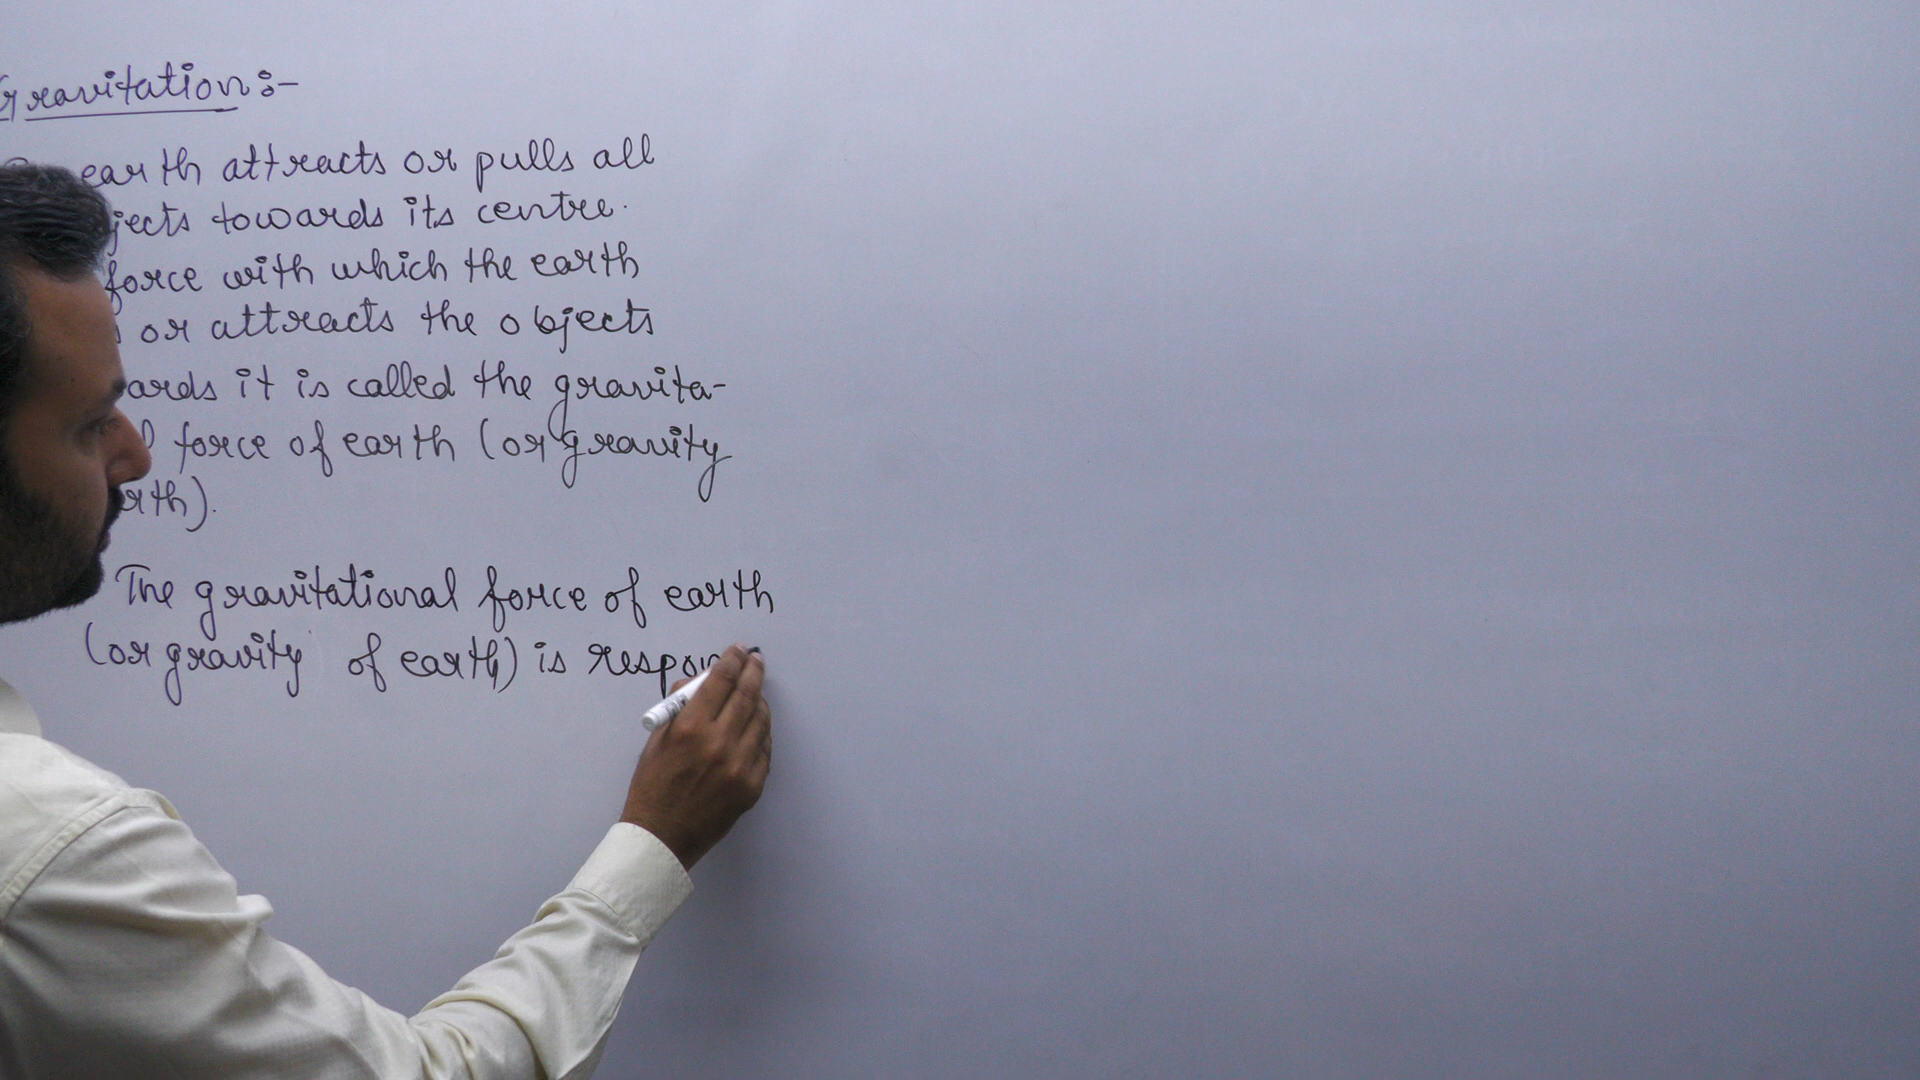 Gravitation:-
earth attracts or pulls all
jects towards its centre.
force with which the earth
or attracts the objects
ards it is called the gravita-
l force of earth (or gravity
rth).
The gravitational force of earth
(or gravity of earth) is respon